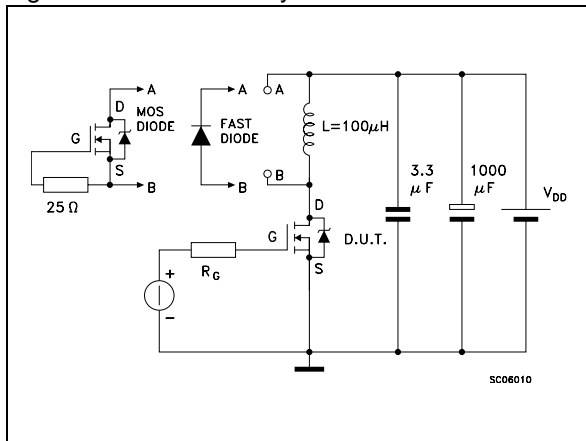 A
A
A
D
MOS
DIODE
G
S
B
25 Ω
FAST
DIODE
B
B
L=100μH
3.3
μF
1000
μF
VDD
D
G
S
D.U.T.
RG
+
−
SC06010